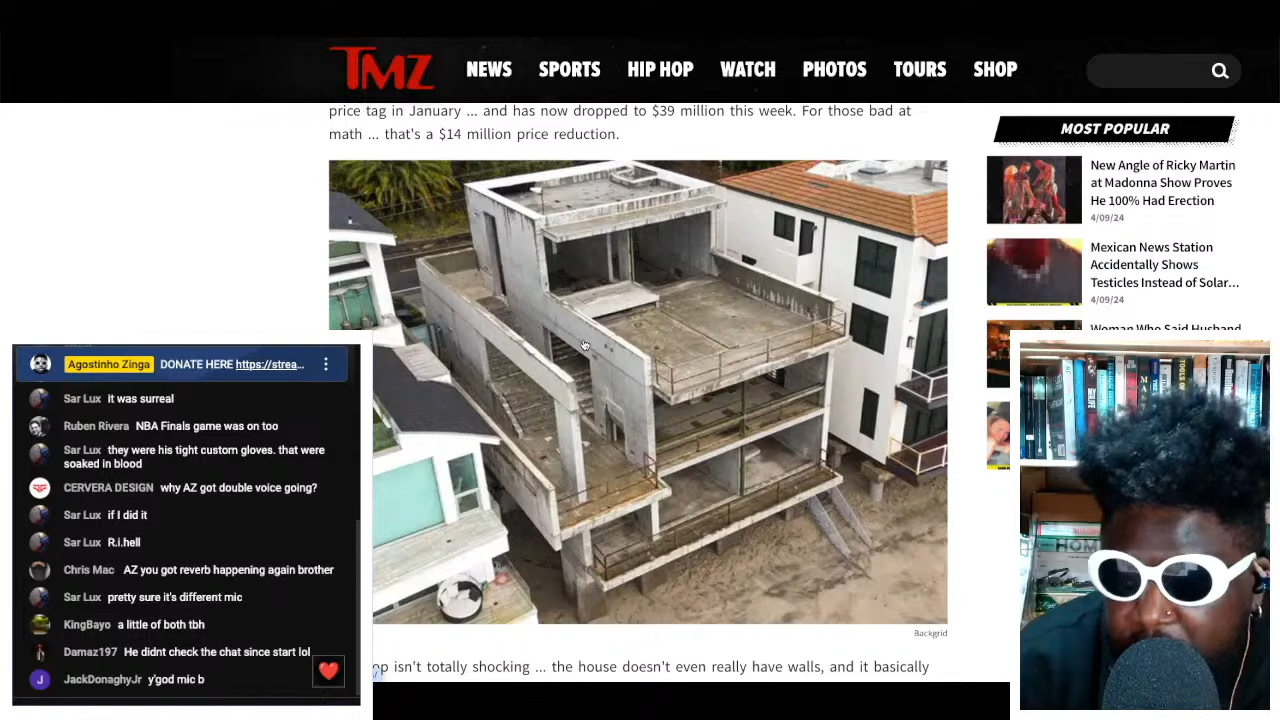 TMZ
NEWS SPORTS HIP HOP WATCH PHOTOS TOURS SHOP
price tag in January ... and has now dropped to $39 million this week. For those bad at
math ... that's a $14 million price reduction.
Backgrid
op isn't totally shocking ... the house doesn't even really have walls, and it basically
MOST POPULAR
New Angle of Ricky Martin
at Madonna Show Proves
He 100% Had Erection
4/09/24
Mexican News Station
Accidentally Shows
Testicles Instead of Solar...
4/09/24
Woman Who Said Husband
Agostinho Zinga DONATE HERE https://strea...
Sar Lux It was surreal
Ruben Rivera NBA Finals game was on too
Sar Lux they were his tight custom gloves. that were
soaked in blood
CERVERA DESIGN why AZ got double voice going?
Sar Lux if I did it
Sar Lux R.i.hell
Chris Mac AZ you got reverb happening again brother
Sar Lux pretty sure it's different mic
KingBayo a little of both tbh
Damaz197 He didnt check the chat since start lol
JackDonaghyJr y'god mic b